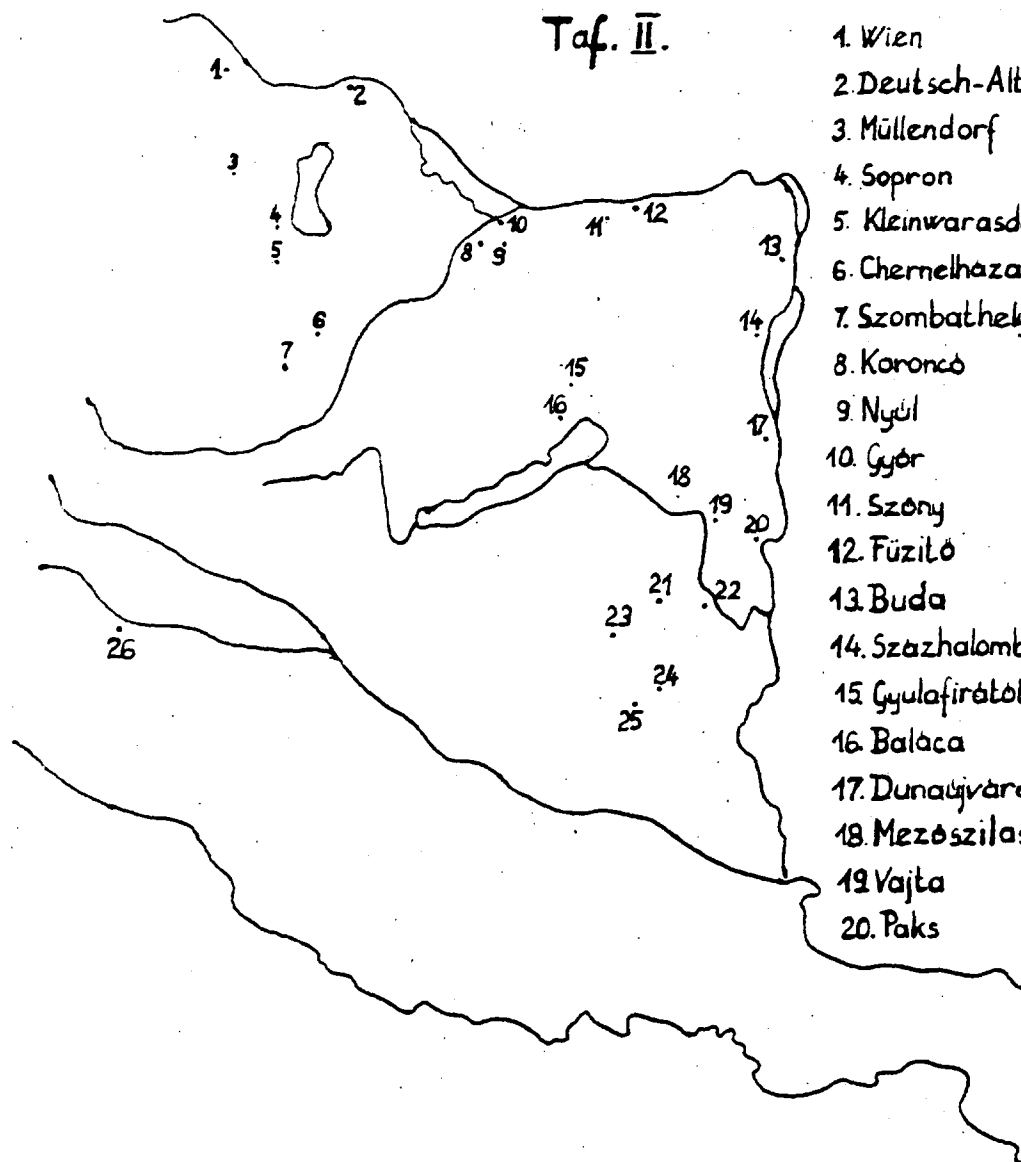 Taf. II.
1. Wien
2. Deutsch-Alt
3. Müllendorf
4. Sopron
5. Kleinwarasd
6. Chernelháza
7. Szombathely
8. Koroncó
9. Nyúl
10. Győr
11. Szőny
12. Füzitő
13. Buda
14. Százhalomb
15. Gyulafirátót
16. Baláca
17. Dunaújváro
18. Mezőszilas
19. Vajta
20. Paks
1
2
3
4
5
6
7
8
9
10
11
12
13
14
15
16
17
18
19
20
21
22
23
24
25
26